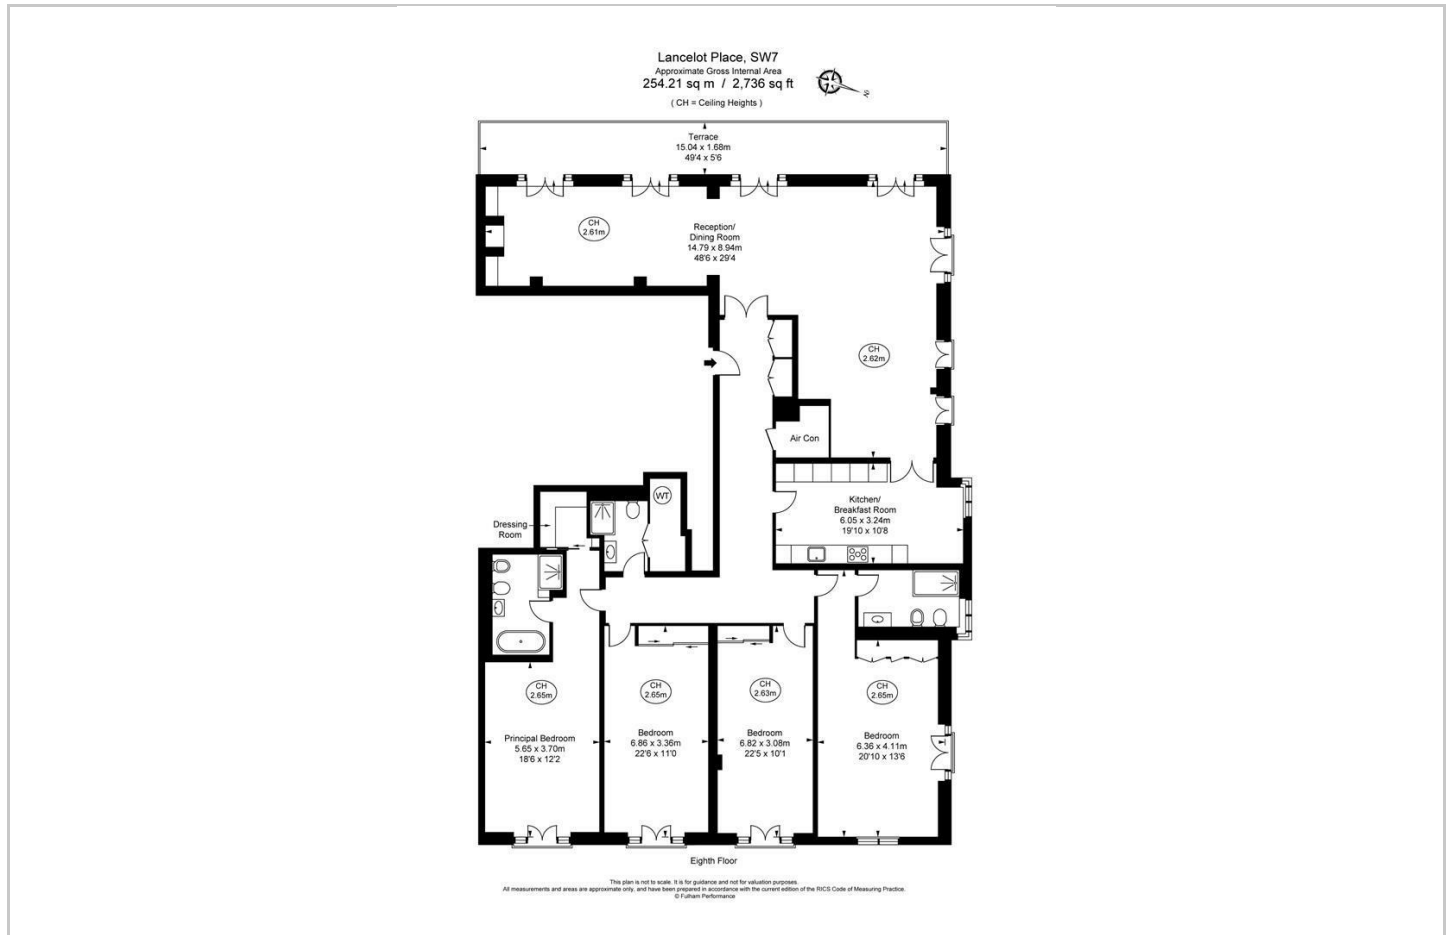 Lancelot Place, SW7
Approximate Gross Internal Area
254.21 sq m / 2,736 sq ft
( CH = Ceiling Heights )
N
Terrace
15.04 x 1.68m
49'4 x 5'6
CH
2.61m
Reception/
Dining Room
14.79 x 8.94m
48'6 x 29'4
CH
2.62m
Air Con
Kitchen/
Breakfast Room
6.05 x 3.24m
19'10 x 10'8
WT
Dressing
Room
CH
2.65m
Principal Bedroom
5.65 x 3.70m
18'6 x 12'2
CH
2.65m
Bedroom
6.86 x 3.36m
22'6 x 11'0
CH
2.63m
Bedroom
6.82 x 3.08m
22'5 x 10'1
CH
2.65m
Bedroom
6.36 x 4.11m
20'10 x 13'6
Eighth Floor
This plan is not to scale. It is for guidance and not for valuation purposes.
All measurements and areas are approximate only, and have been prepared in accordance with the current edition of the RICS Code of Measuring Practice.
© Fulham Performance